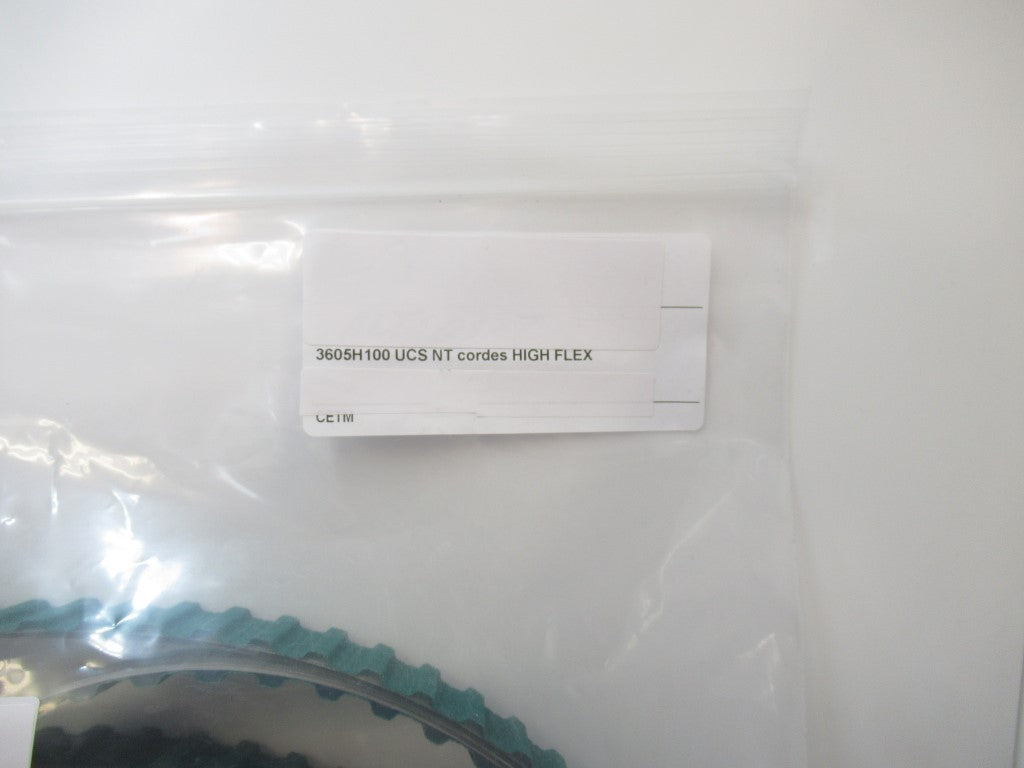 3605H100 UCS NT cordes HIGH FLEX
CETM